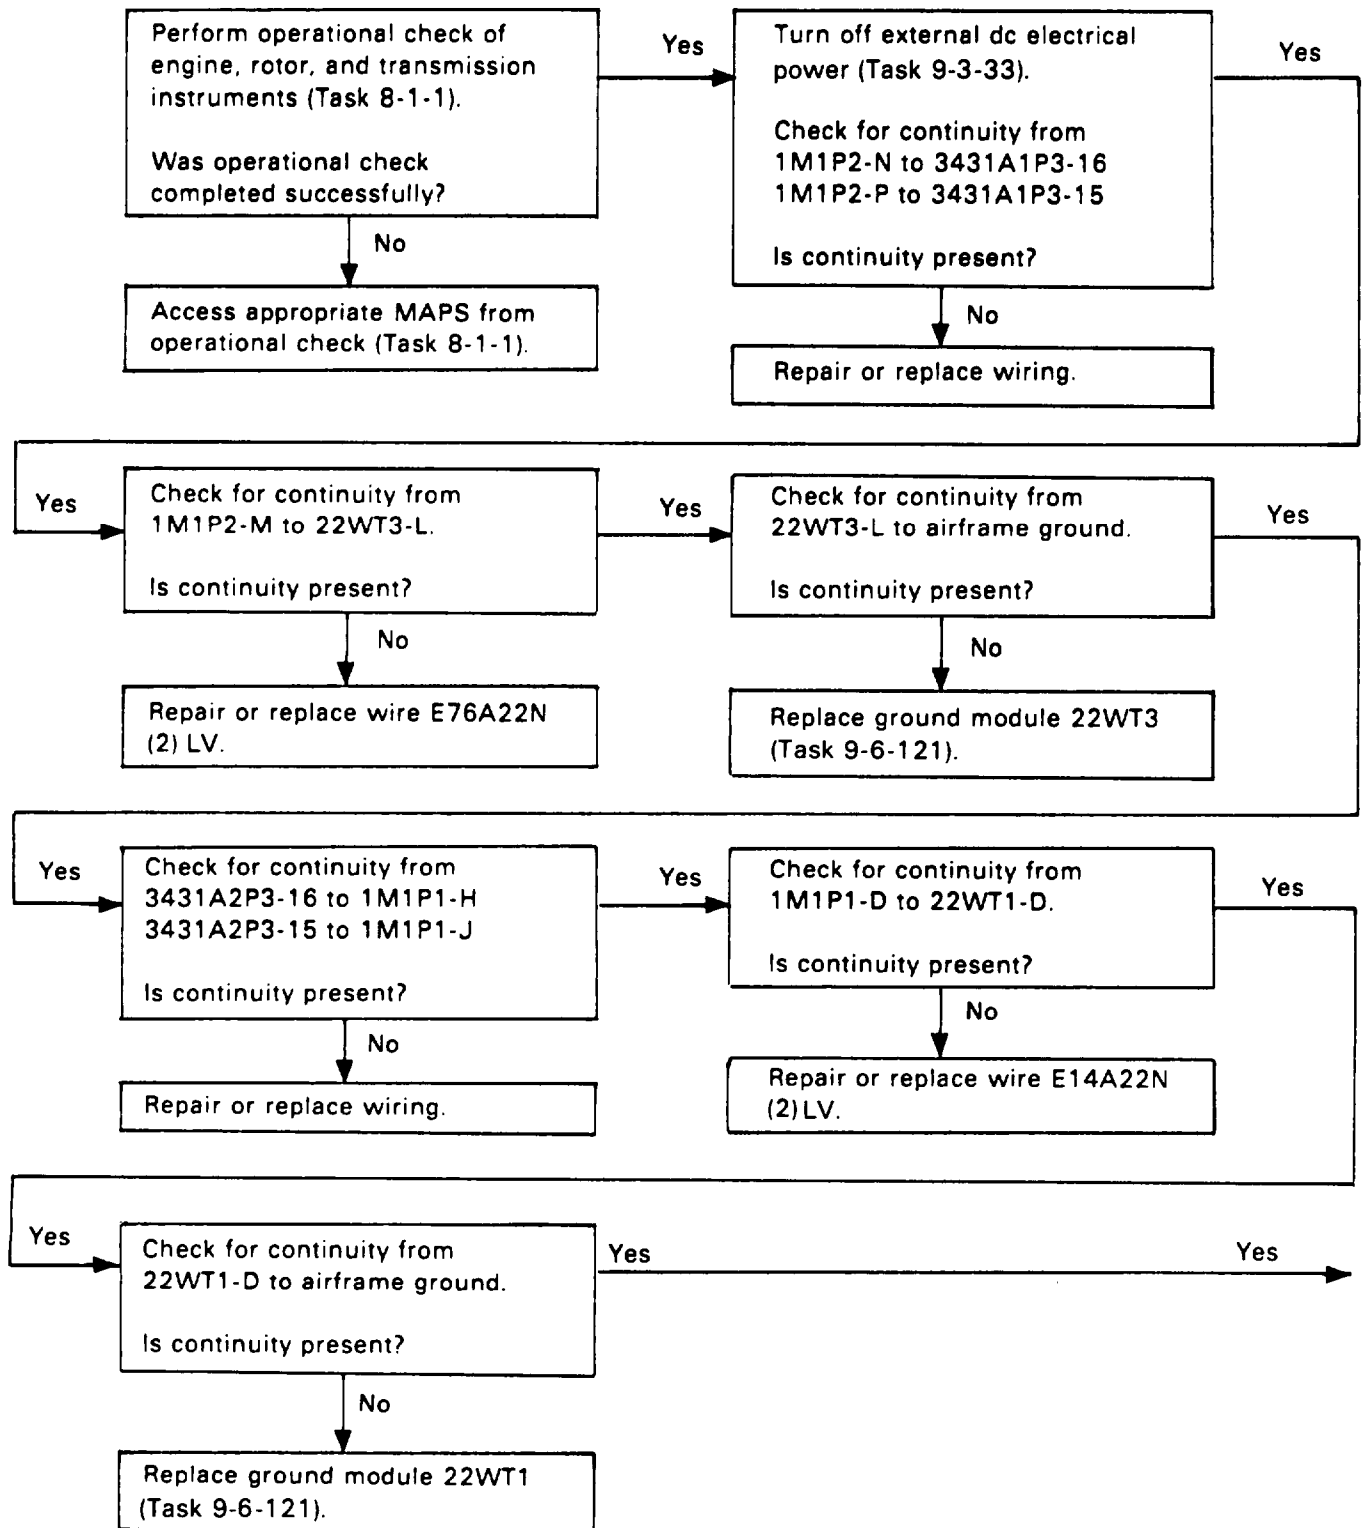 Perform operational check of
engine, rotor, and transmission
instruments (Task 8-1-1).
Was operational check
completed successfully?
Yes
No
Access appropriate MAPS from
operational check (Task 8-1-1).
Turn off external dc electrical
power (Task 9-3-33).
Check for continuity from
1M1P2-N to 3431A1P3-16
1M1P2-P to 3431A1P3-15
Is continuity present?
Yes
No
Repair or replace wiring.
Yes
Check for continuity from
1M1P2-M to 22WT3-L.
Is continuity present?
Yes
No
Repair or replace wire E76A22N
(2) LV.
Check for continuity from
22WT3-L to airframe ground.
Is continuity present?
Yes
No
Replace ground module 22WT3
(Task 9-6-121).
Yes
Check for continuity from
3431A2P3-16 to 1M1P1-H
3431A2P3-15 to 1M1P1-J
Is continuity present?
Yes
No
Repair or replace wiring.
Check for continuity from
1M1P1-D to 22WT1-D.
Is continuity present?
Yes
No
Repair or replace wire E14A22N
(2) LV.
Yes
Check for continuity from
22WT1-D to airframe ground.
Is continuity present?
Yes
Yes
No
Replace ground module 22WT1
(Task 9-6-121).